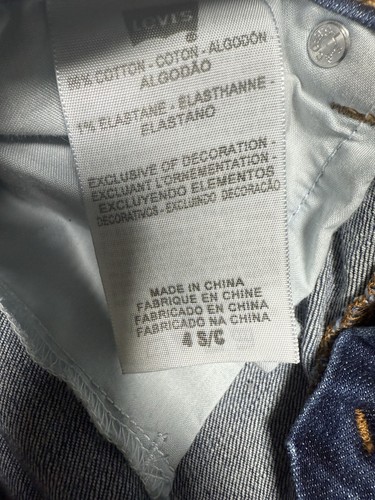 LEVI'S
®
99% COTTON - COTON - ALGODÓN
ALGODÃO
1% ELASTANE - ELASTHANNE -
ELASTANO
EXCLUSIVE OF DECORATION -
EXCLUANT L'ORNEMENTATION -
EXCLUYENDO ELEMENTOS
DECORATIVOS - EXCLUINDO DECORAÇÃO
MADE IN CHINA
FABRIQUE EN CHINE
FABRICADO EN CHINA
FABRICADO NA CHINA
4 S/C